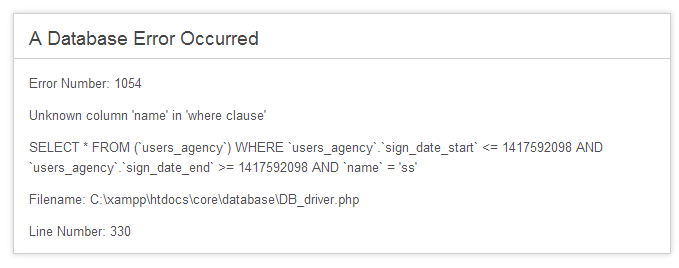 A Database Error Occurred
Error Number: 1054
Unknown column 'name' in 'where clause'
SELECT * FROM (`users_agency`) WHERE `users_agency`.`sign_date_start` <= 1417592098 AND
`users_agency`.`sign_date_end` >= 1417592098 AND `name` = 'ss'
Filename: C:\xampp\htdocs\core\database\DB_driver.php
Line Number: 330